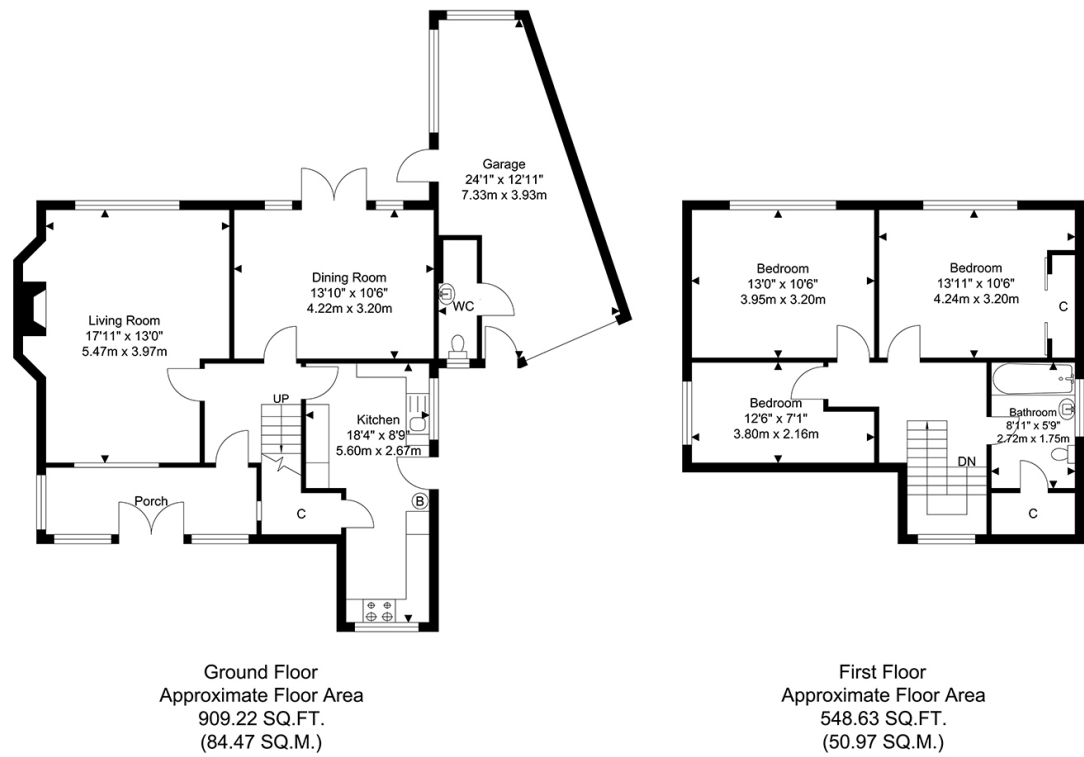 Garage
24'1" x 12'11"
7.33m x 3.93m
Dining Room
13'10" x 10'6"
4.22m x 3.20m
WC
Living Room
17'11" x 13'0"
5.47m x 3.97m
UP
Kitchen
18'4" x 8'9"
5.60m x 2.67m
B
C
Porch
Ground Floor
Approximate Floor Area
909.22 SQ.FT.
(84.47 SQ.M.)
Bedroom
13'0" x 10'6"
3.95m x 3.20m
Bedroom
13'11" x 10'6"
4.24m x 3.20m
C
Bedroom
12'6" x 7'1"
3.80m x 2.16m
Bathroom
8'11" x 5'9"
2.72m x 1.75m
DN
C
First Floor
Approximate Floor Area
548.63 SQ.FT.
(50.97 SQ.M.)